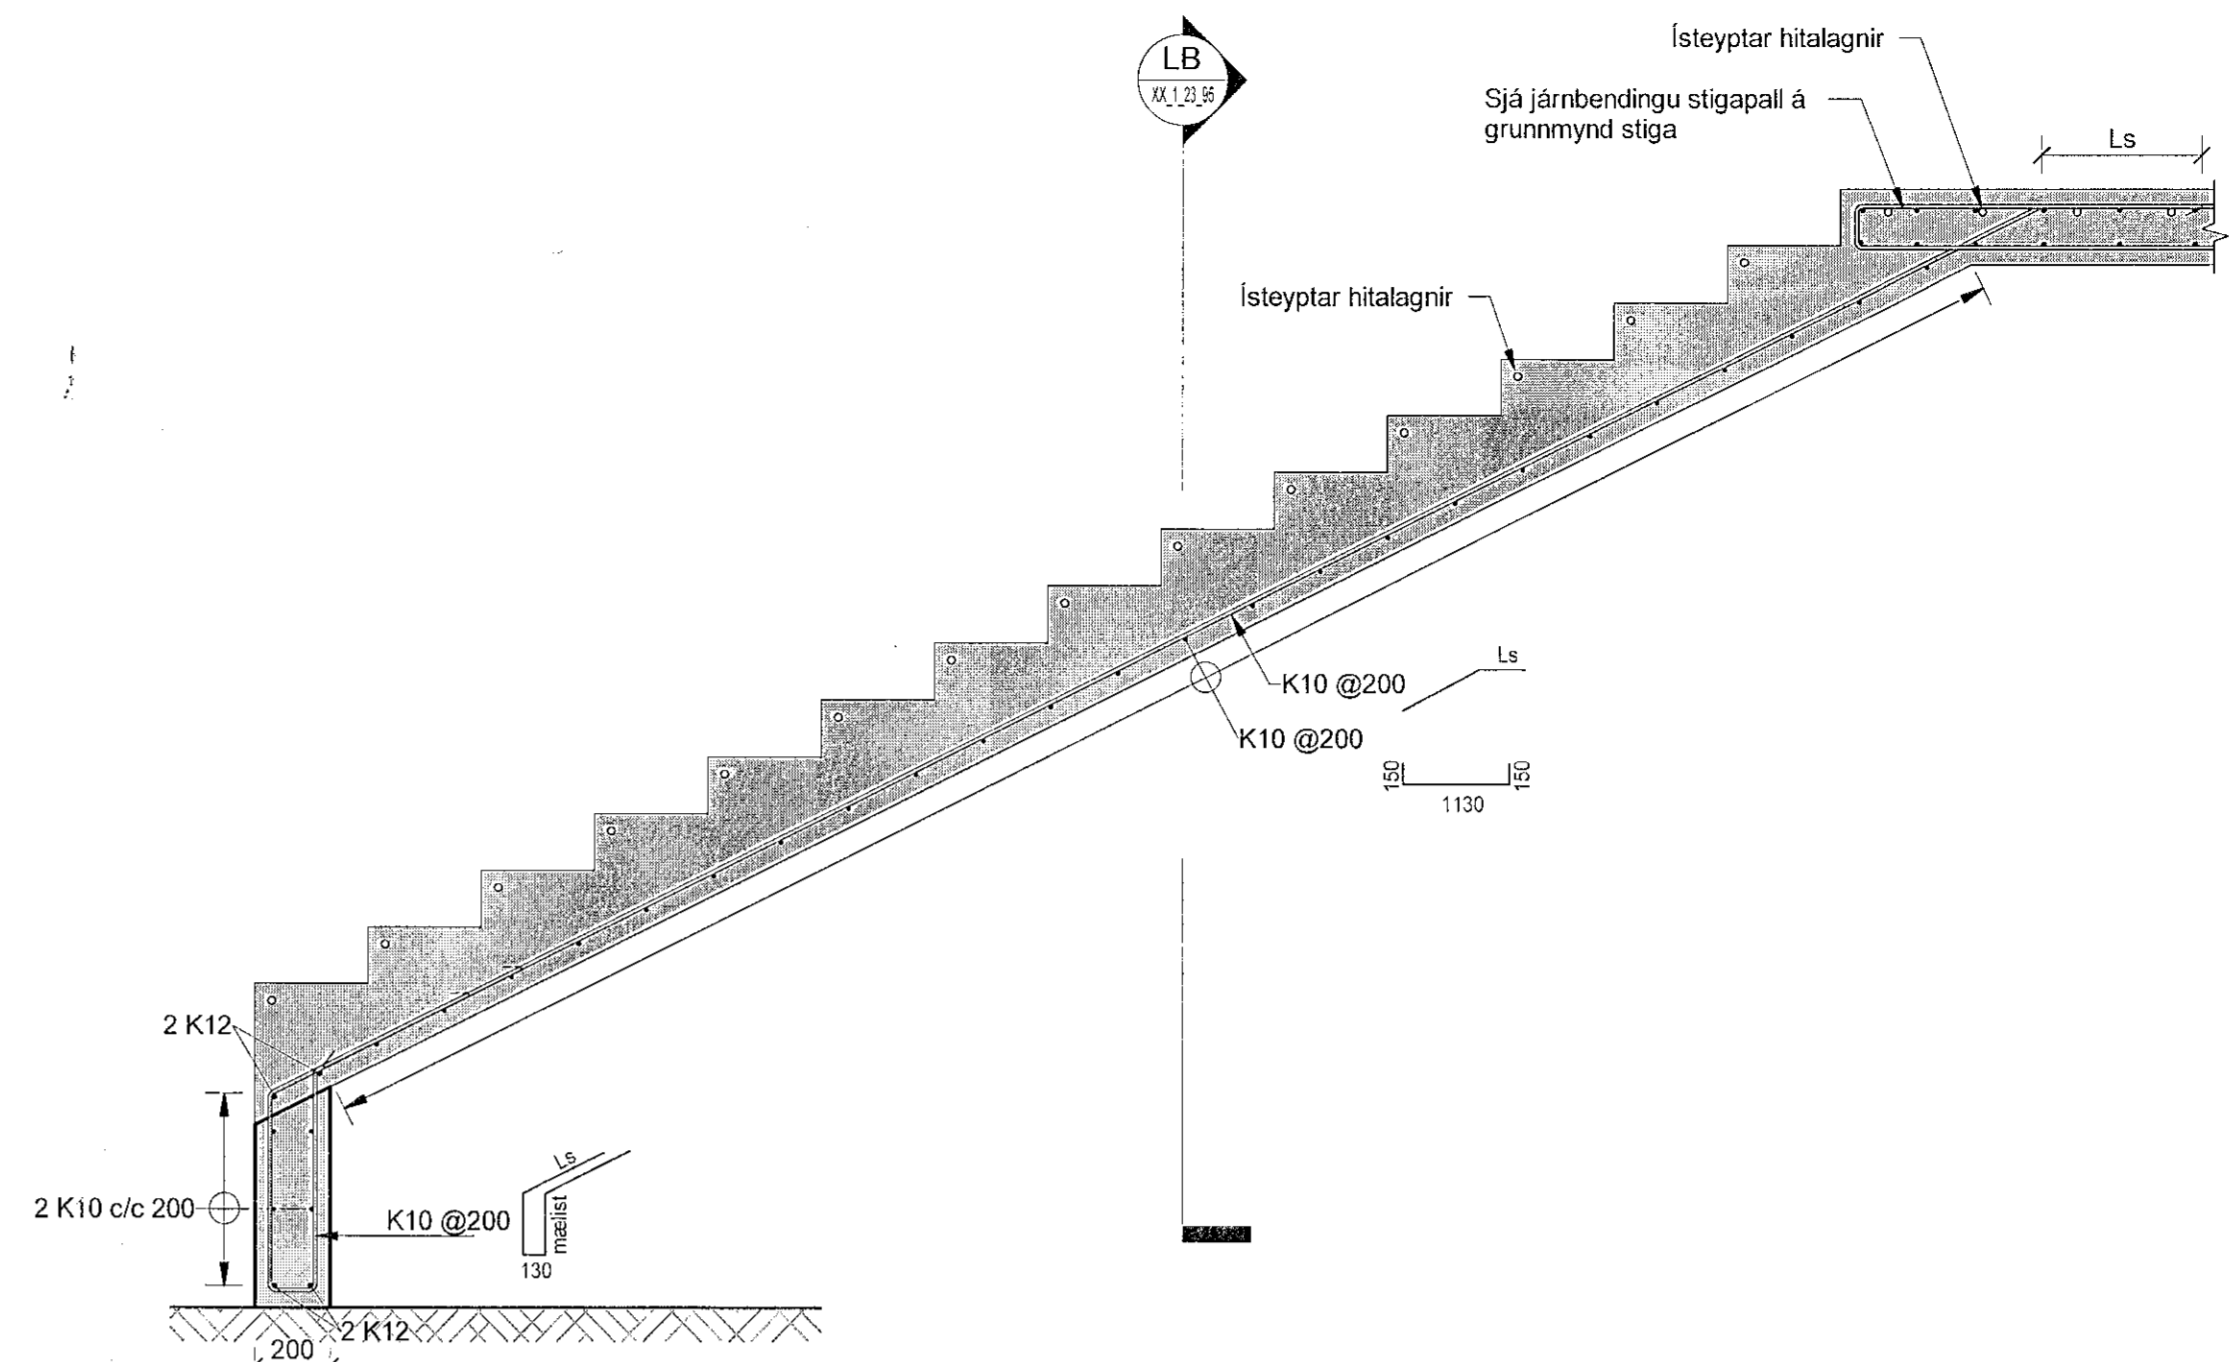 LB
XX_1_23_95
Ísteyptar hitalagnir
Sjá járnbendingu stigapall á
grunnmynd stiga
Ls
Ísteyptar hitalagnir
K10 @200
Ls
K10 @200
150
1130
150
2 K12
2 K10 c/c 200
K10 @200
Ls
mælist
130
2 K12
200